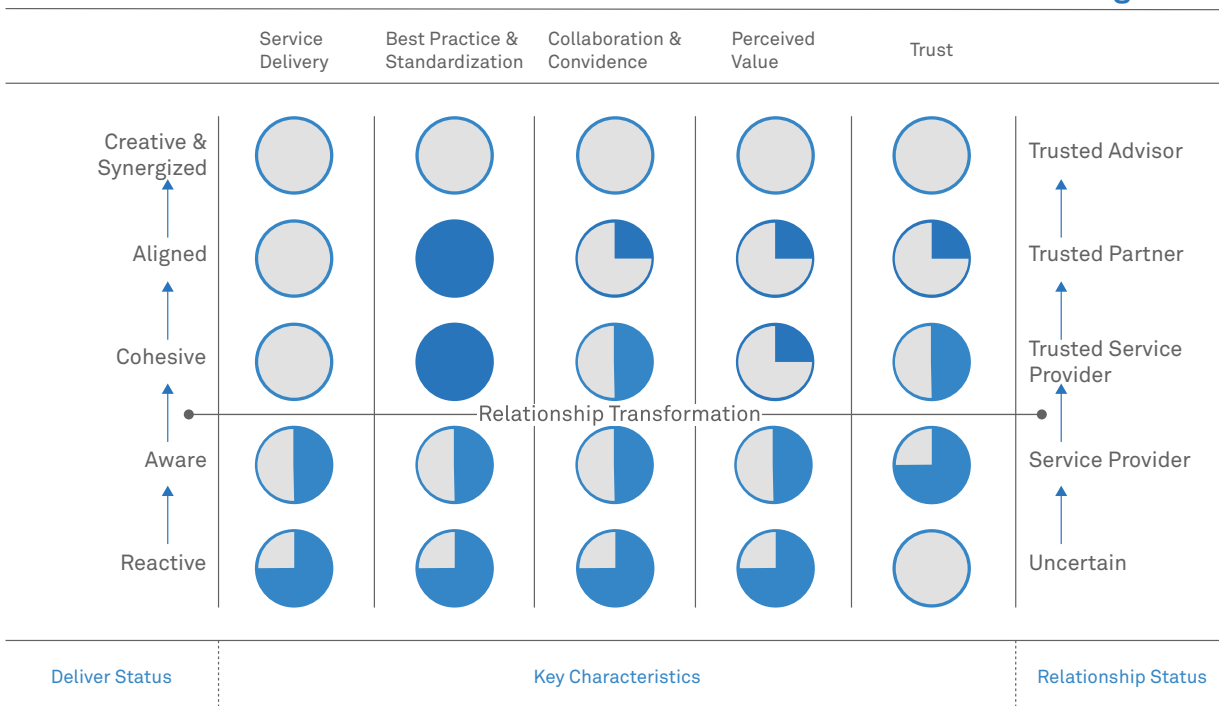 Service
Delivery
Best Practice &
Standardization
Collaboration &
Convidence
Perceived
Value
Trust
Creative &
Synergized
Trusted Advisor
Aligned
Trusted Partner
Cohesive
Trusted Service
Provider
Relationship Transformation
Aware
Service Provider
Reactive
Uncertain
Deliver Status
Key Characteristics
Relationship Status